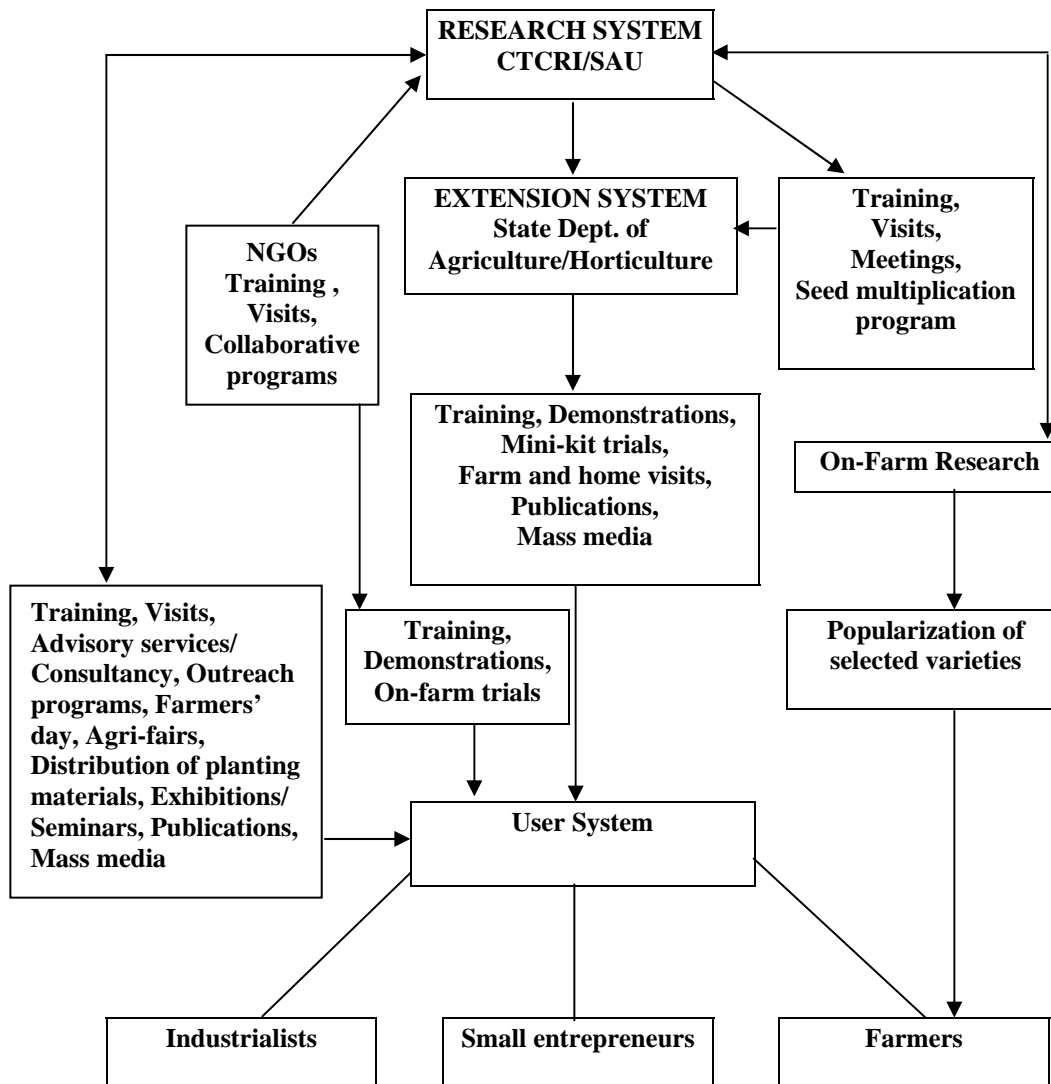 RESEARCH SYSTEM
CTCRI/SAU
EXTENSION SYSTEM
State Dept. of
Agriculture/Horticulture
Training,
Visits,
Meetings,
Seed multiplication
program
NGOs
Training ,
Visits,
Collaborative
programs
Training, Demonstrations,
Mini-kit trials,
Farm and home visits,
Publications,
Mass media
On-Farm Research
Training, Visits,
Advisory services/
Consultancy, Outreach
programs, Farmers’
day, Agri-fairs,
Distribution of planting
materials, Exhibitions/
Seminars, Publications,
Mass media
Training,
Demonstrations,
On-farm trials
Popularization of
selected varieties
User System
Industrialists
Small entrepreneurs
Farmers